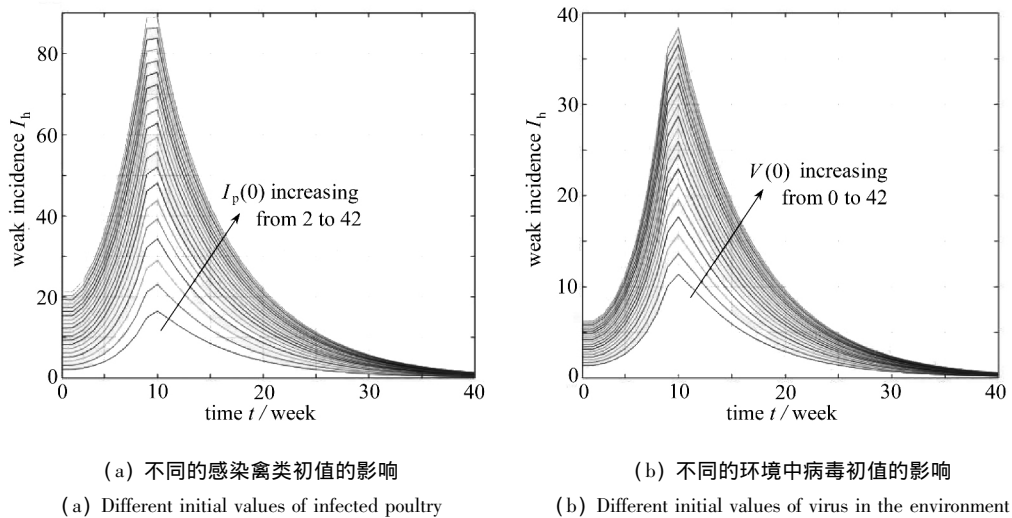 80
60
40
20
0
0
10
20
30
40
weak incidence Ih
time t / week
Ip(0) increasing
from 2 to 42
40
30
20
10
0
0
10
20
30
40
weak incidence Ih
time t / week
V(0) increasing
from 0 to 42
(a) 不同的感染禽类初值的影响
(a) Different initial values of infected poultry
(b) 不同的环境中病毒初值的影响
(b) Different initial values of virus in the environment